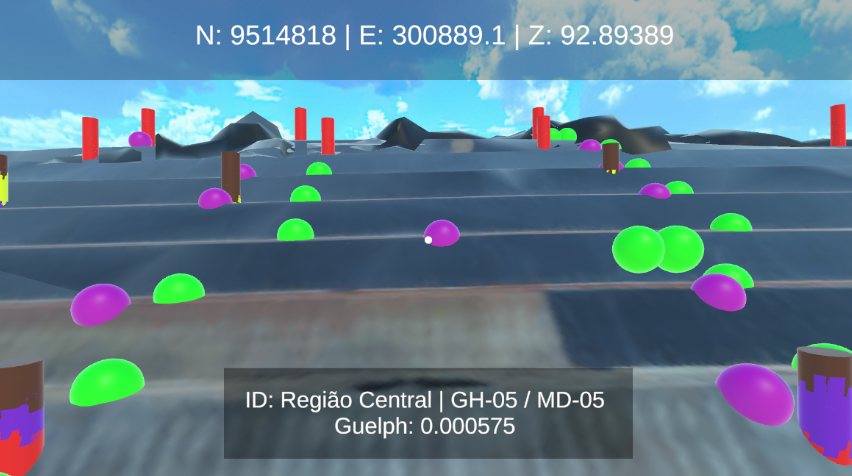 N: 9514818 | E: 300889.1 | Z: 92.89389
ID: Região Central | GH-05 / MD-05
Guelph: 0.000575